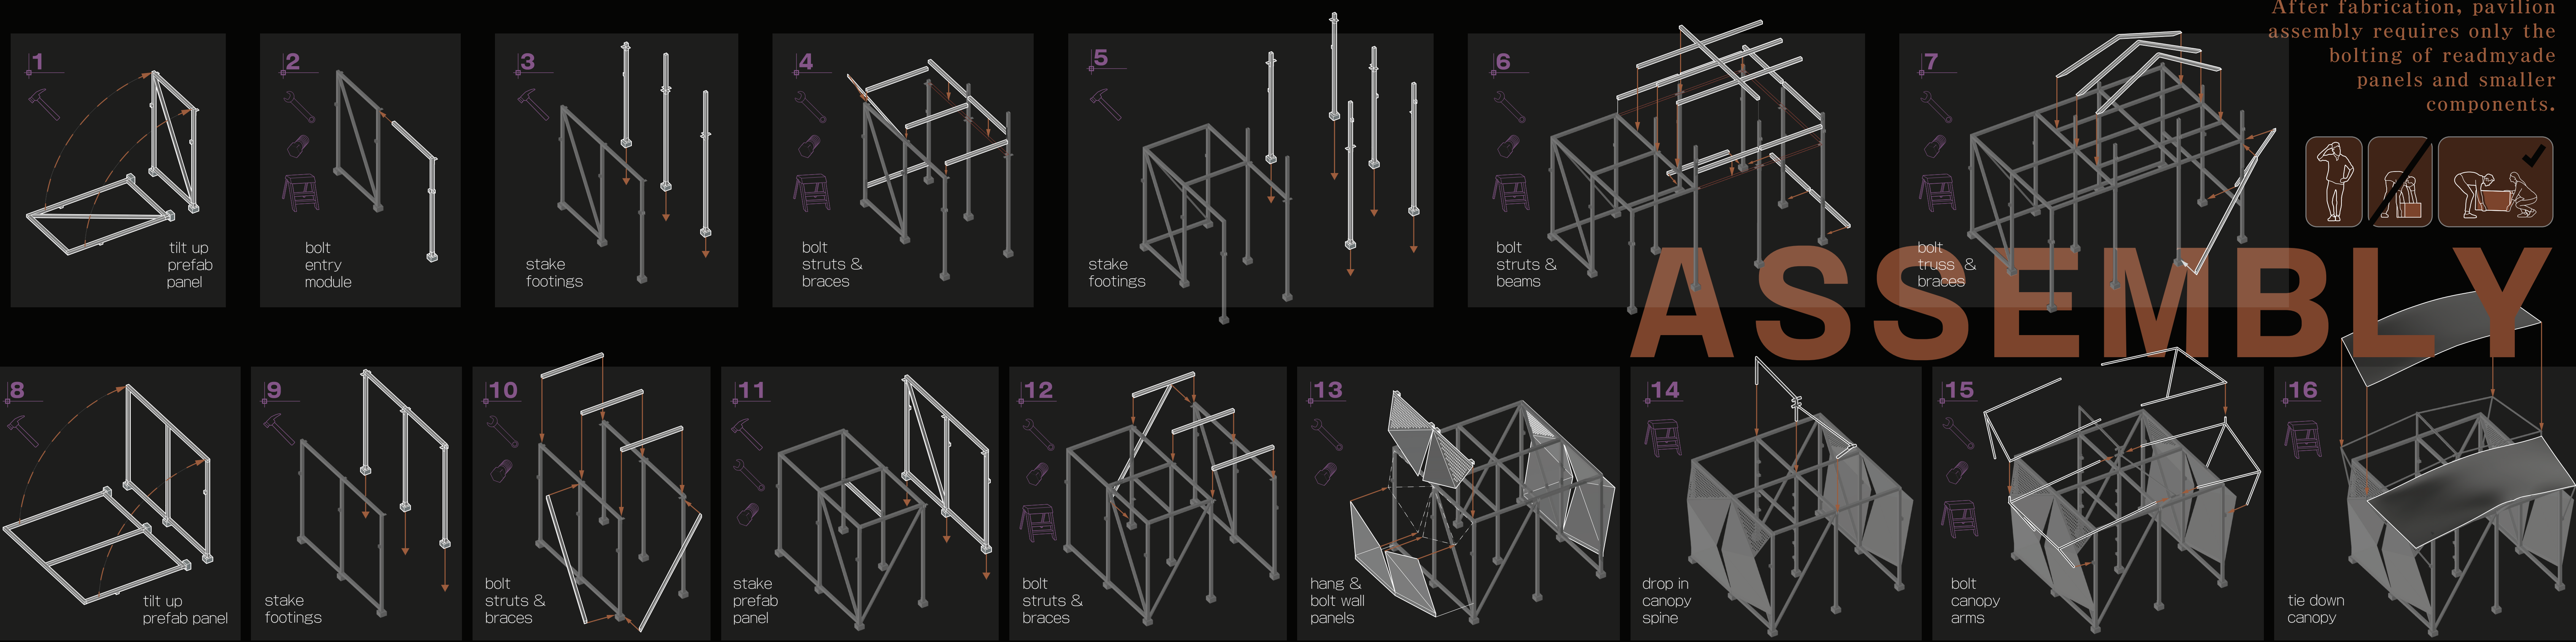 After fabrication, pavilion
assembly requires only the
bolting of readmyade
panels and smaller
components.
1
tilt up
prefab
panel
2
bolt
entry
module
3
stake
footings
4
bolt
struts &
braces
5
stake
footings
6
bolt
struts &
beams
7
bolt
truss &
braces
ASSEMBLY
8
tilt up
prefab panel
9
stake
footings
10
bolt
struts &
braces
11
stake
prefab
panel
12
bolt
struts &
braces
13
hang &
bolt wall
panels
14
drop in
canopy
spine
15
bolt
canopy
arms
16
tie down
canopy